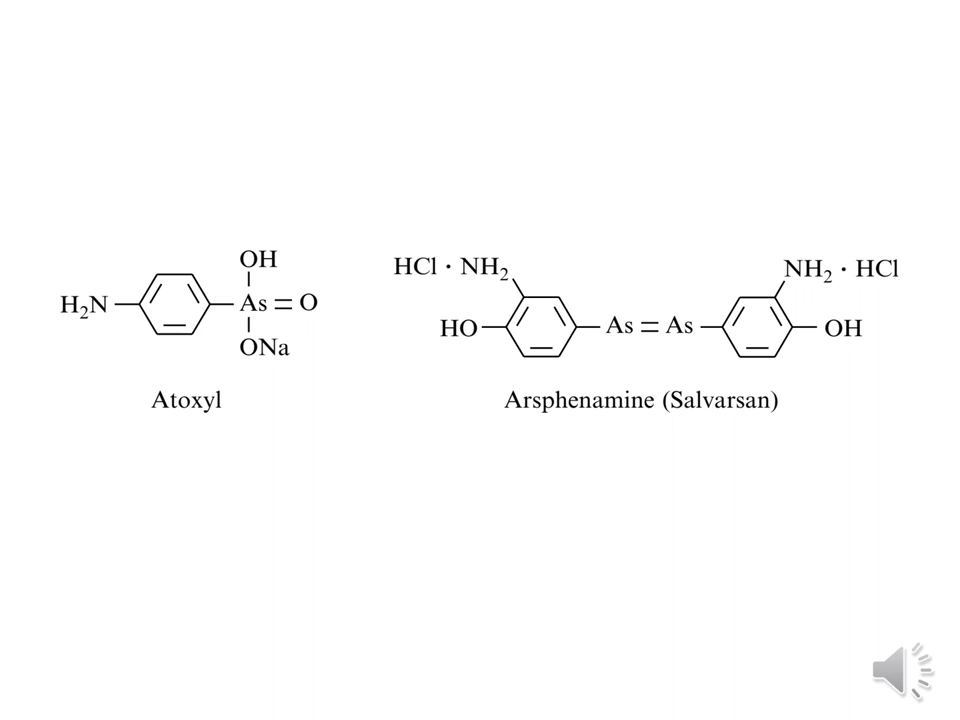 OH
H₂N
As
O
ONa
Atoxyl
HCl · NH₂
NH₂ · HCl
HO
As
As
OH
Arsphenamine (Salvarsan)